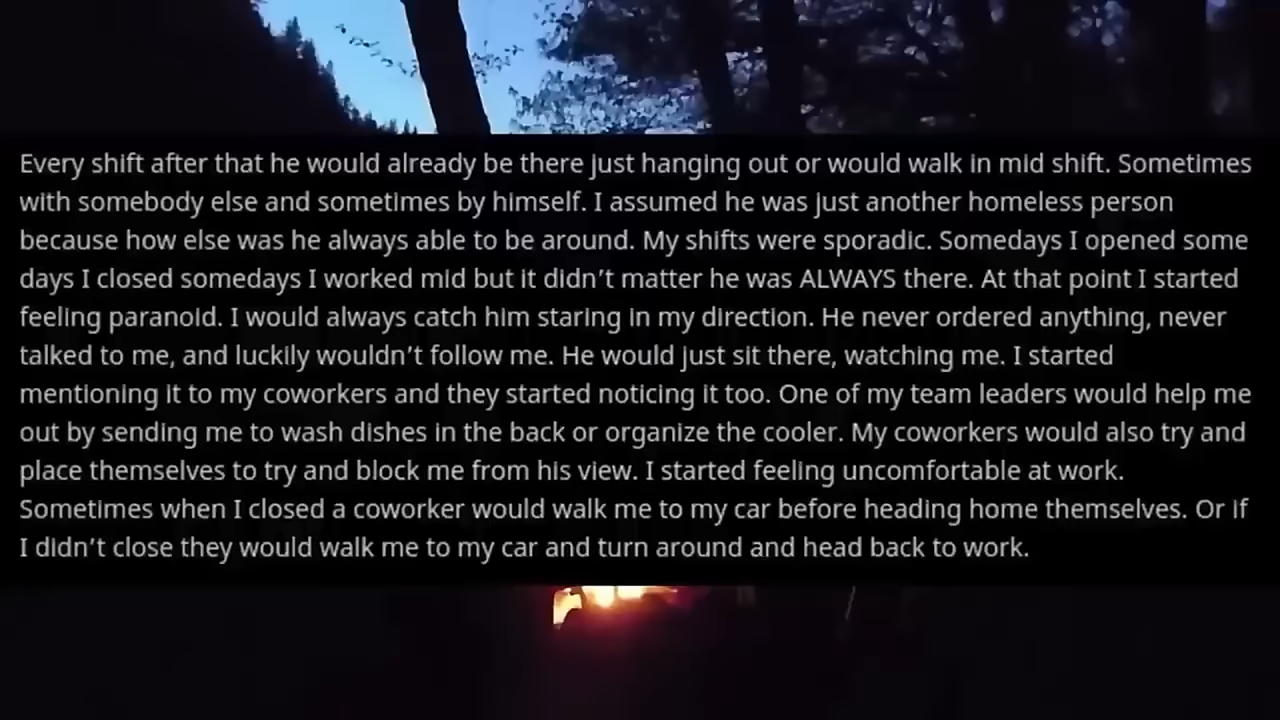 Every shift after that he would already be there just hanging out or would walk in mid shift. Sometimes
with somebody else and sometimes by himself. I assumed he was just another homeless person
because how else was he always able to be around. My shifts were sporadic. Somedays I opened some
days I closed somedays I worked mid but it didn’t matter he was ALWAYS there. At that point I started
feeling paranoid. I would always catch him staring in my direction. He never ordered anything, never
talked to me, and luckily wouldn’t follow me. He would just sit there, watching me. I started
mentioning it to my coworkers and they started noticing it too. One of my team leaders would help me
out by sending me to wash dishes in the back or organize the cooler. My coworkers would also try and
place themselves to try and block me from his view. I started feeling uncomfortable at work.
Sometimes when I closed a coworker would walk me to my car before heading home themselves. Or if
I didn’t close they would walk me to my car and turn around and head back to work.